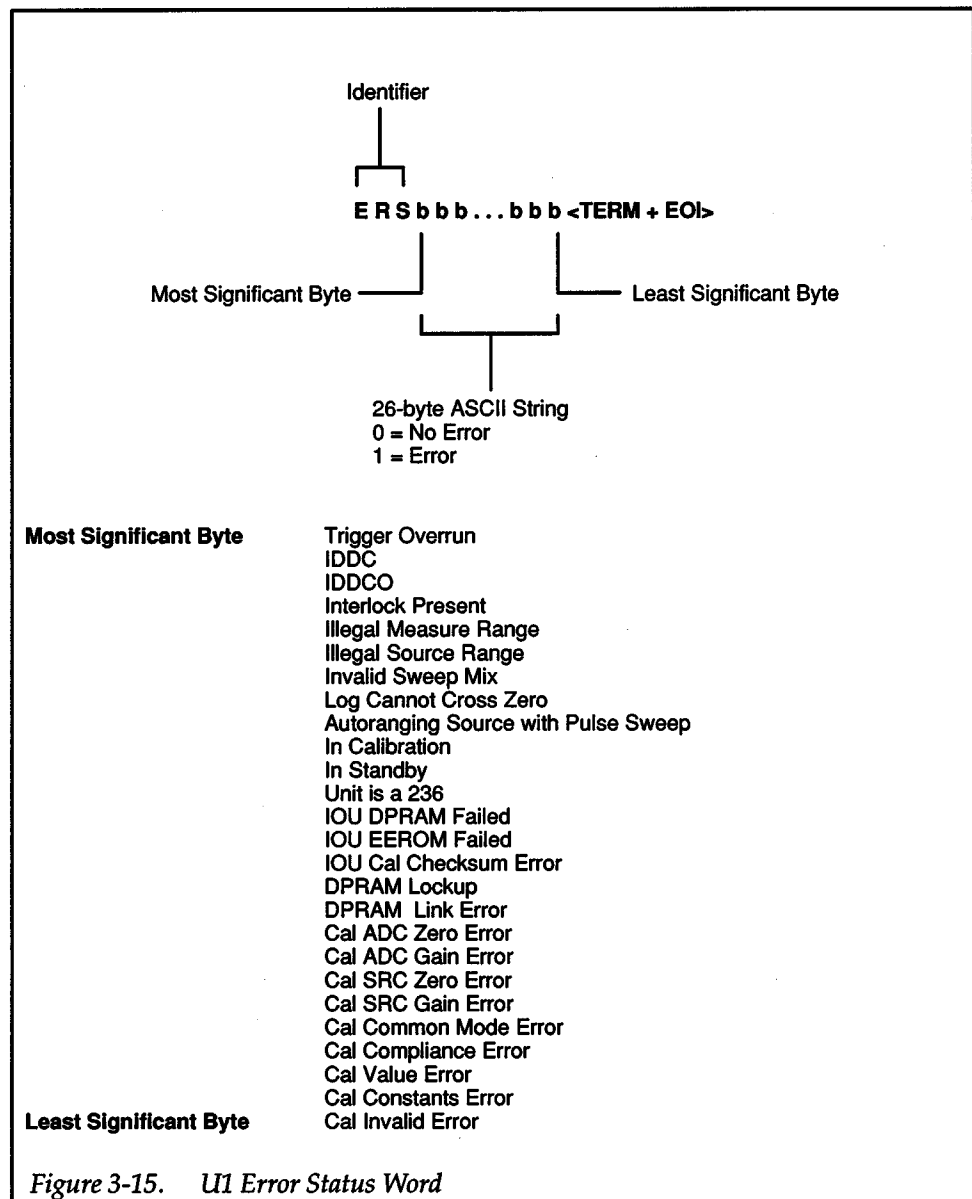 Identifier
E R S b b b . . . b b b <TERM + EOI>
Most Significant Byte
Least Significant Byte
26-byte ASCII String
0 = No Error
1 = Error
Most Significant Byte Trigger Overrun
IDDC
IDDCO
Interlock Present
Illegal Measure Range
Illegal Source Range
Invalid Sweep Mix
Log Cannot Cross Zero
Autoranging Source with Pulse Sweep
In Calibration
In Standby
Unit is a 236
IOU DPRAM Failed
IOU EEROM Failed
IOU Cal Checksum Error
DPRAM Lockup
DPRAM Link Error
Cal ADC Zero Error
Cal ADC Gain Error
Cal SRC Zero Error
Cal SRC Gain Error
Cal Common Mode Error
Cal Compliance Error
Cal Value Error
Cal Constants Error
Least Significant Byte Cal Invalid Error
Figure 3-15. U1 Error Status Word